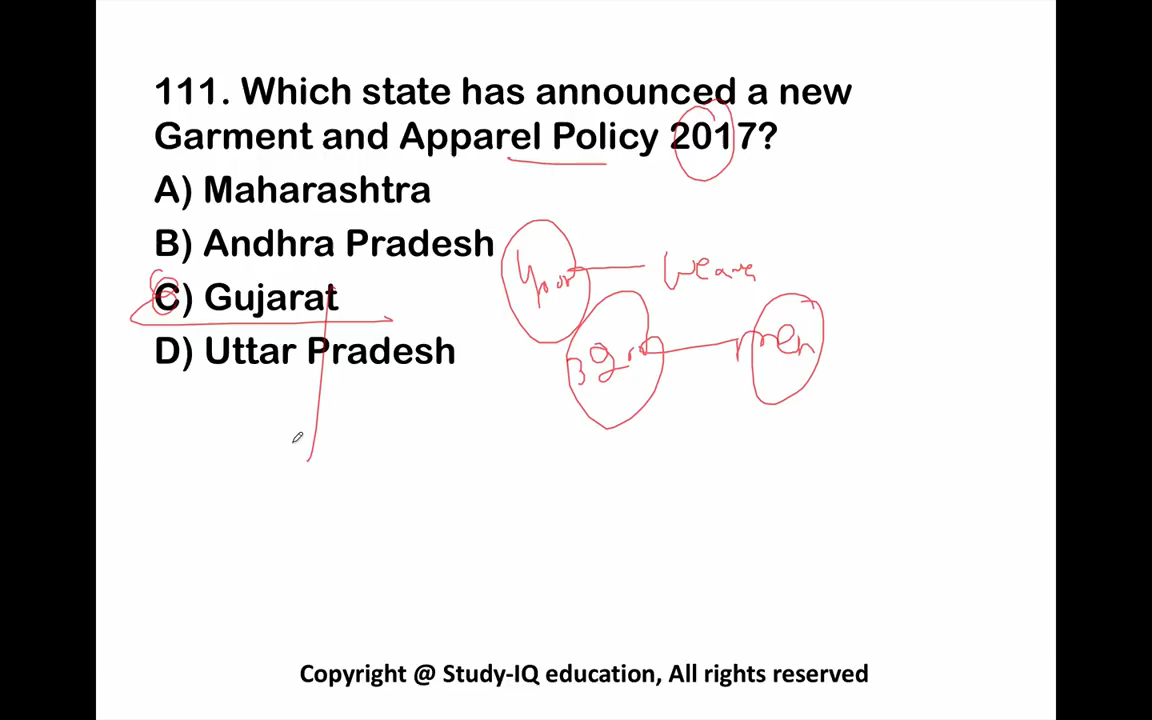 111. Which state has announced a new
Garment and Apparel Policy 2017?
A) Maharashtra
B) Andhra Pradesh
C) Gujarat
D) Uttar Pradesh
Copyright @ Study-IQ education, All rights reserved